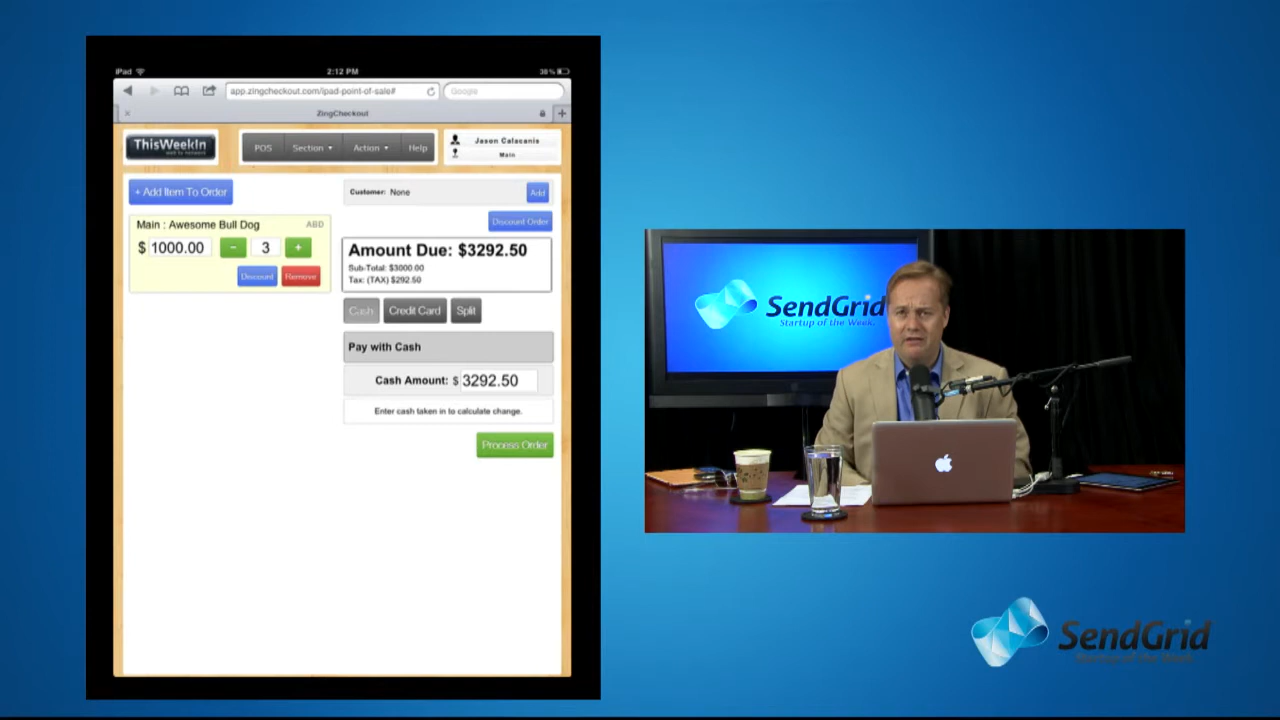 iPad
2:12 PM
38%
app.zingcheckout.com/ipad-point-of-sale#
Google
ZingCheckout
ThisWeekIn
POS
Section
Action
Help
Jason Calacanis
Main
+ Add Item To Order
Customer: None
Add
Discount Order
Main : Awesome Bull Dog
ABD
$ 1000.00
-
3
+
Discount
Remove
Amount Due: $3292.50
Sub-Total: $3000.00
Tax: (TAX) $292.50
Cash
Credit Card
Split
Pay with Cash
Cash Amount: $ 3292.50
Enter cash taken in to calculate change.
Process Order
SendGrid
Startup of the Week.
SendGrid
Startup of the Week.